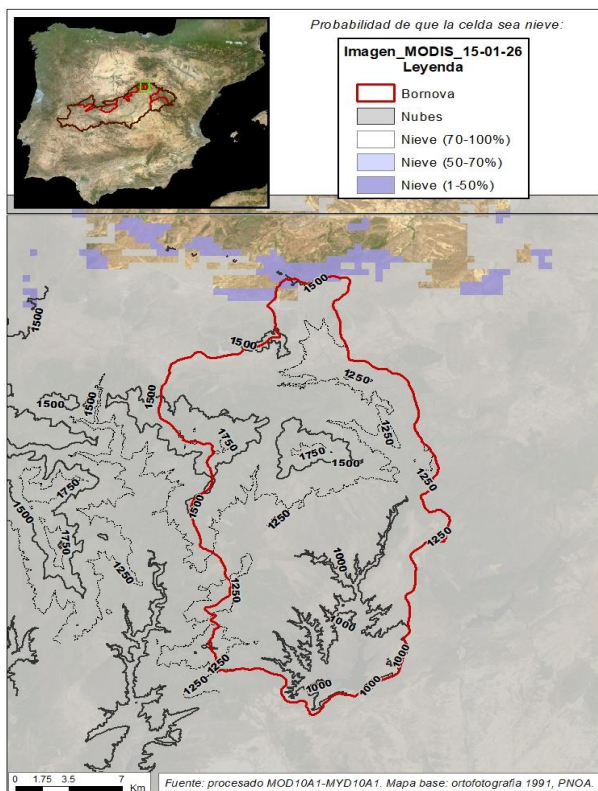 Probabilidad de que la celda sea nieve:
Imagen_MODIS_15-01-26
Leyenda
Bornova
Nubes
Nieve (70-100%)
Nieve (50-70%)
Nieve (1-50%)
1500
1500
1500
1250
1500
1500
1500
1250
1750
1750
1500
1250
1750
1500
1500
1250
1750
1250
1250
1000
1250
1000
1250
1000
1250
1000
1000
0 1.75 3.5 7
Km
Fuente: procesado MOD10A1-MYD10A1. Mapa base: ortofotografía 1991, PNOA.